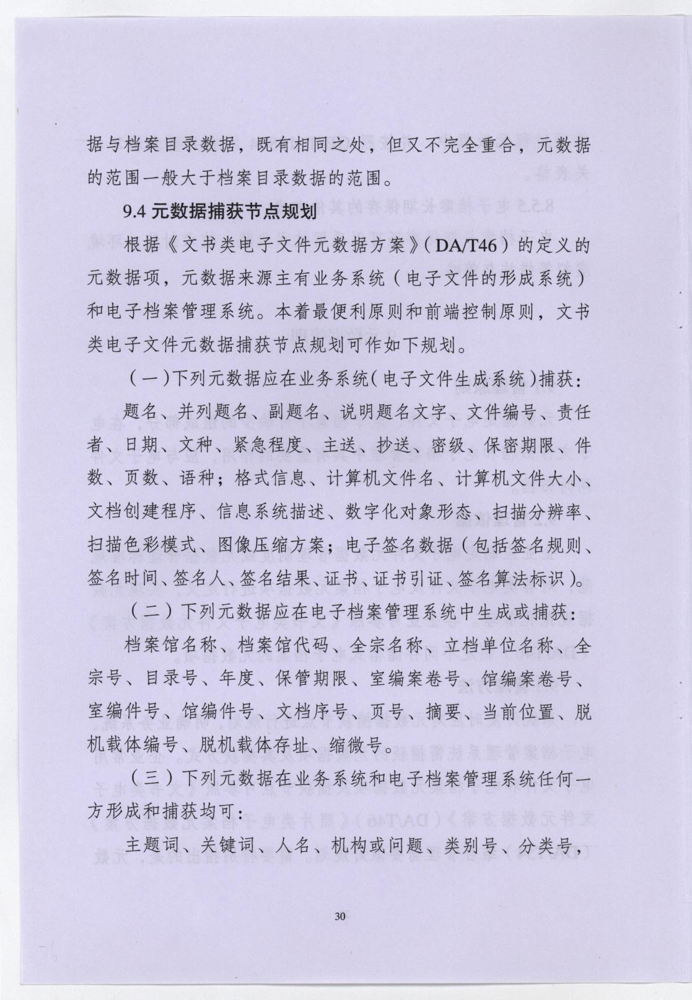 据与档案目录数据，既有相同之处，但又不完全重合，元数据
的范围一般大于档案目录数据的范围。
9.4 元数据捕获节点规划
根据《文书类电子文件元数据方案》（DA/T46）的定义的
元数据项，元数据来源主有业务系统（电子文件的形成系统）
和电子档案管理系统。本着最便利原则和前端控制原则，文书
类电子文件元数据捕获节点规划可作如下规划。
（一）下列元数据应在业务系统（电子文件生成系统）捕获：
题名、并列题名、副题名、说明题名文字、文件编号、责任
者、日期、文种、紧急程度、主送、抄送、密级、保密期限、件
数、页数、语种；格式信息、计算机文件名、计算机文件大小、
文档创建程序、信息系统描述、数字化对象形态、扫描分辨率、
扫描色彩模式、图像压缩方案；电子签名数据（包括签名规则、
签名时间、签名人、签名结果、证书、证书引证、签名算法标识）。
（二）下列元数据应在电子档案管理系统中生成或捕获：
档案馆名称、档案馆代码、全宗名称、立档单位名称、全
宗号、目录号、年度、保管期限、室编案卷号、馆编案卷号、
室编件号、馆编件号、文档序号、页号、摘要、当前位置、脱
机载体编号、脱机载体存址、缩微号。
（三）下列元数据在业务系统和电子档案管理系统任何一
方形成和捕获均可：
主题词、关键词、人名、机构或问题、类别号、分类号，
30